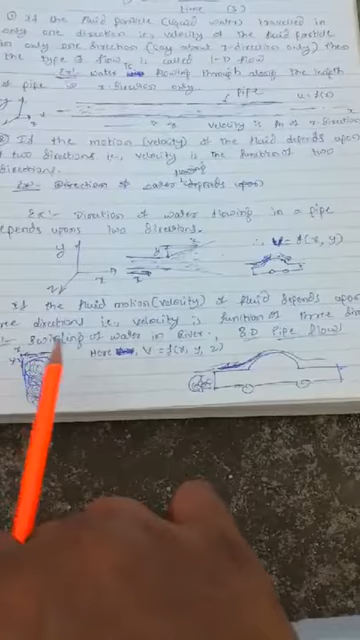 time (s)
① If the fluid particle (liquid water) travelled in
only one direction i.e., velocity of the fluid particle
in only one direction (say about x-direction only) then
the type of flow is called 1-D flow
Ex:- water flowing through along the length
of pipe in x-direction only
pipe u = f(x)
y
x
velocity is fn of x-direction
② If the motion (velocity) of the fluid depends upon
two directions i.e., velocity is the function of two
directions.
Ex:- Direction of water depends upon
Ex:- Direction of water flowing in a pipe
depends upon two directions.
y x ∴ V = f(x, y)
If the fluid motion (velocity) of fluid depends upon
three directions i.e., velocity is function of three
Swirling of water in River, 3-D Pipe flow
Here V = f(x, y, z)